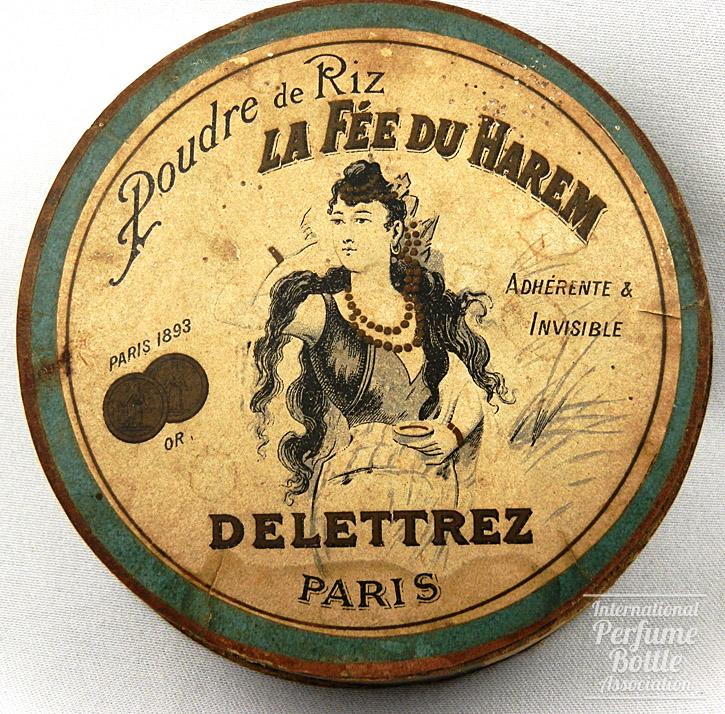 Poudre de Riz
LA FÉE DU HAREM
ADHÉRENTE &
INVISIBLE
PARIS 1893
OR.
DELETTREZ
PARIS
International
Perfume
Bottle
Association